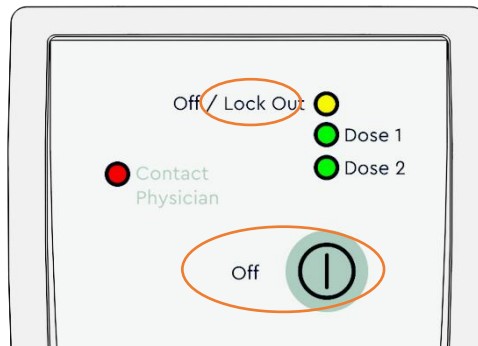 Off / Lock Out
Dose 1
Dose 2
Contact
Physician
Off